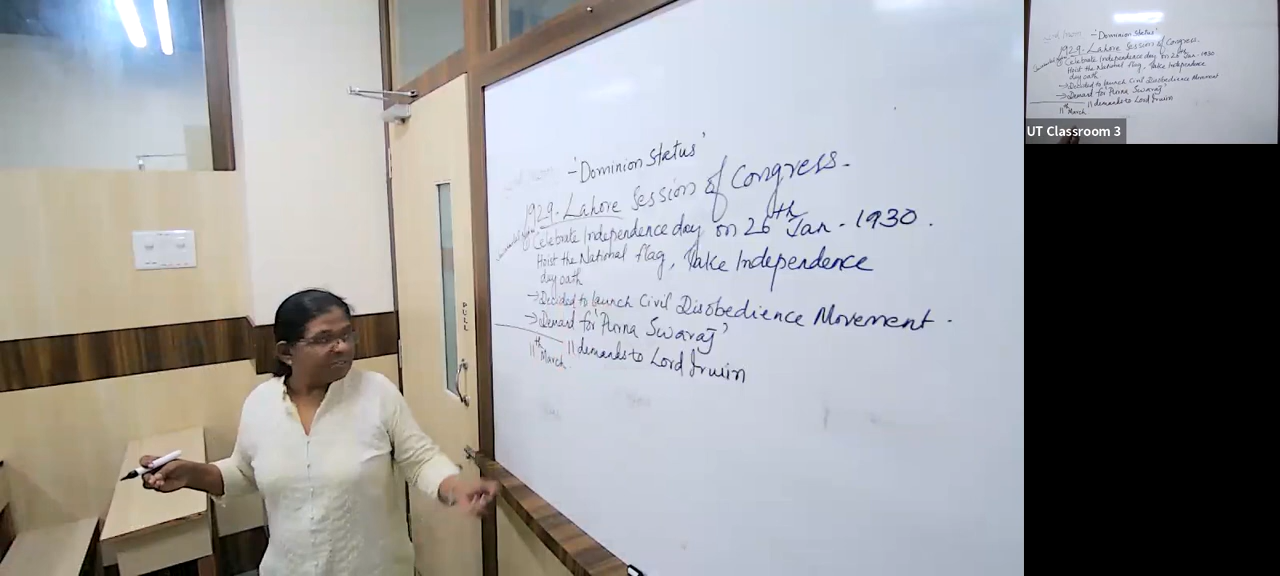 -'Dominion Status'
1929- Lahore Session of Congress.
Celebrate Independence day on 26th Jan - 1930.
Hoist the National flag, Take Independence
day oath
→Decided to launch Civil Disobedience Movement.
→Demand for 'Purna Swaraj'
11th March 11 demands to Lord Irwin
PULL
UT Classroom 3